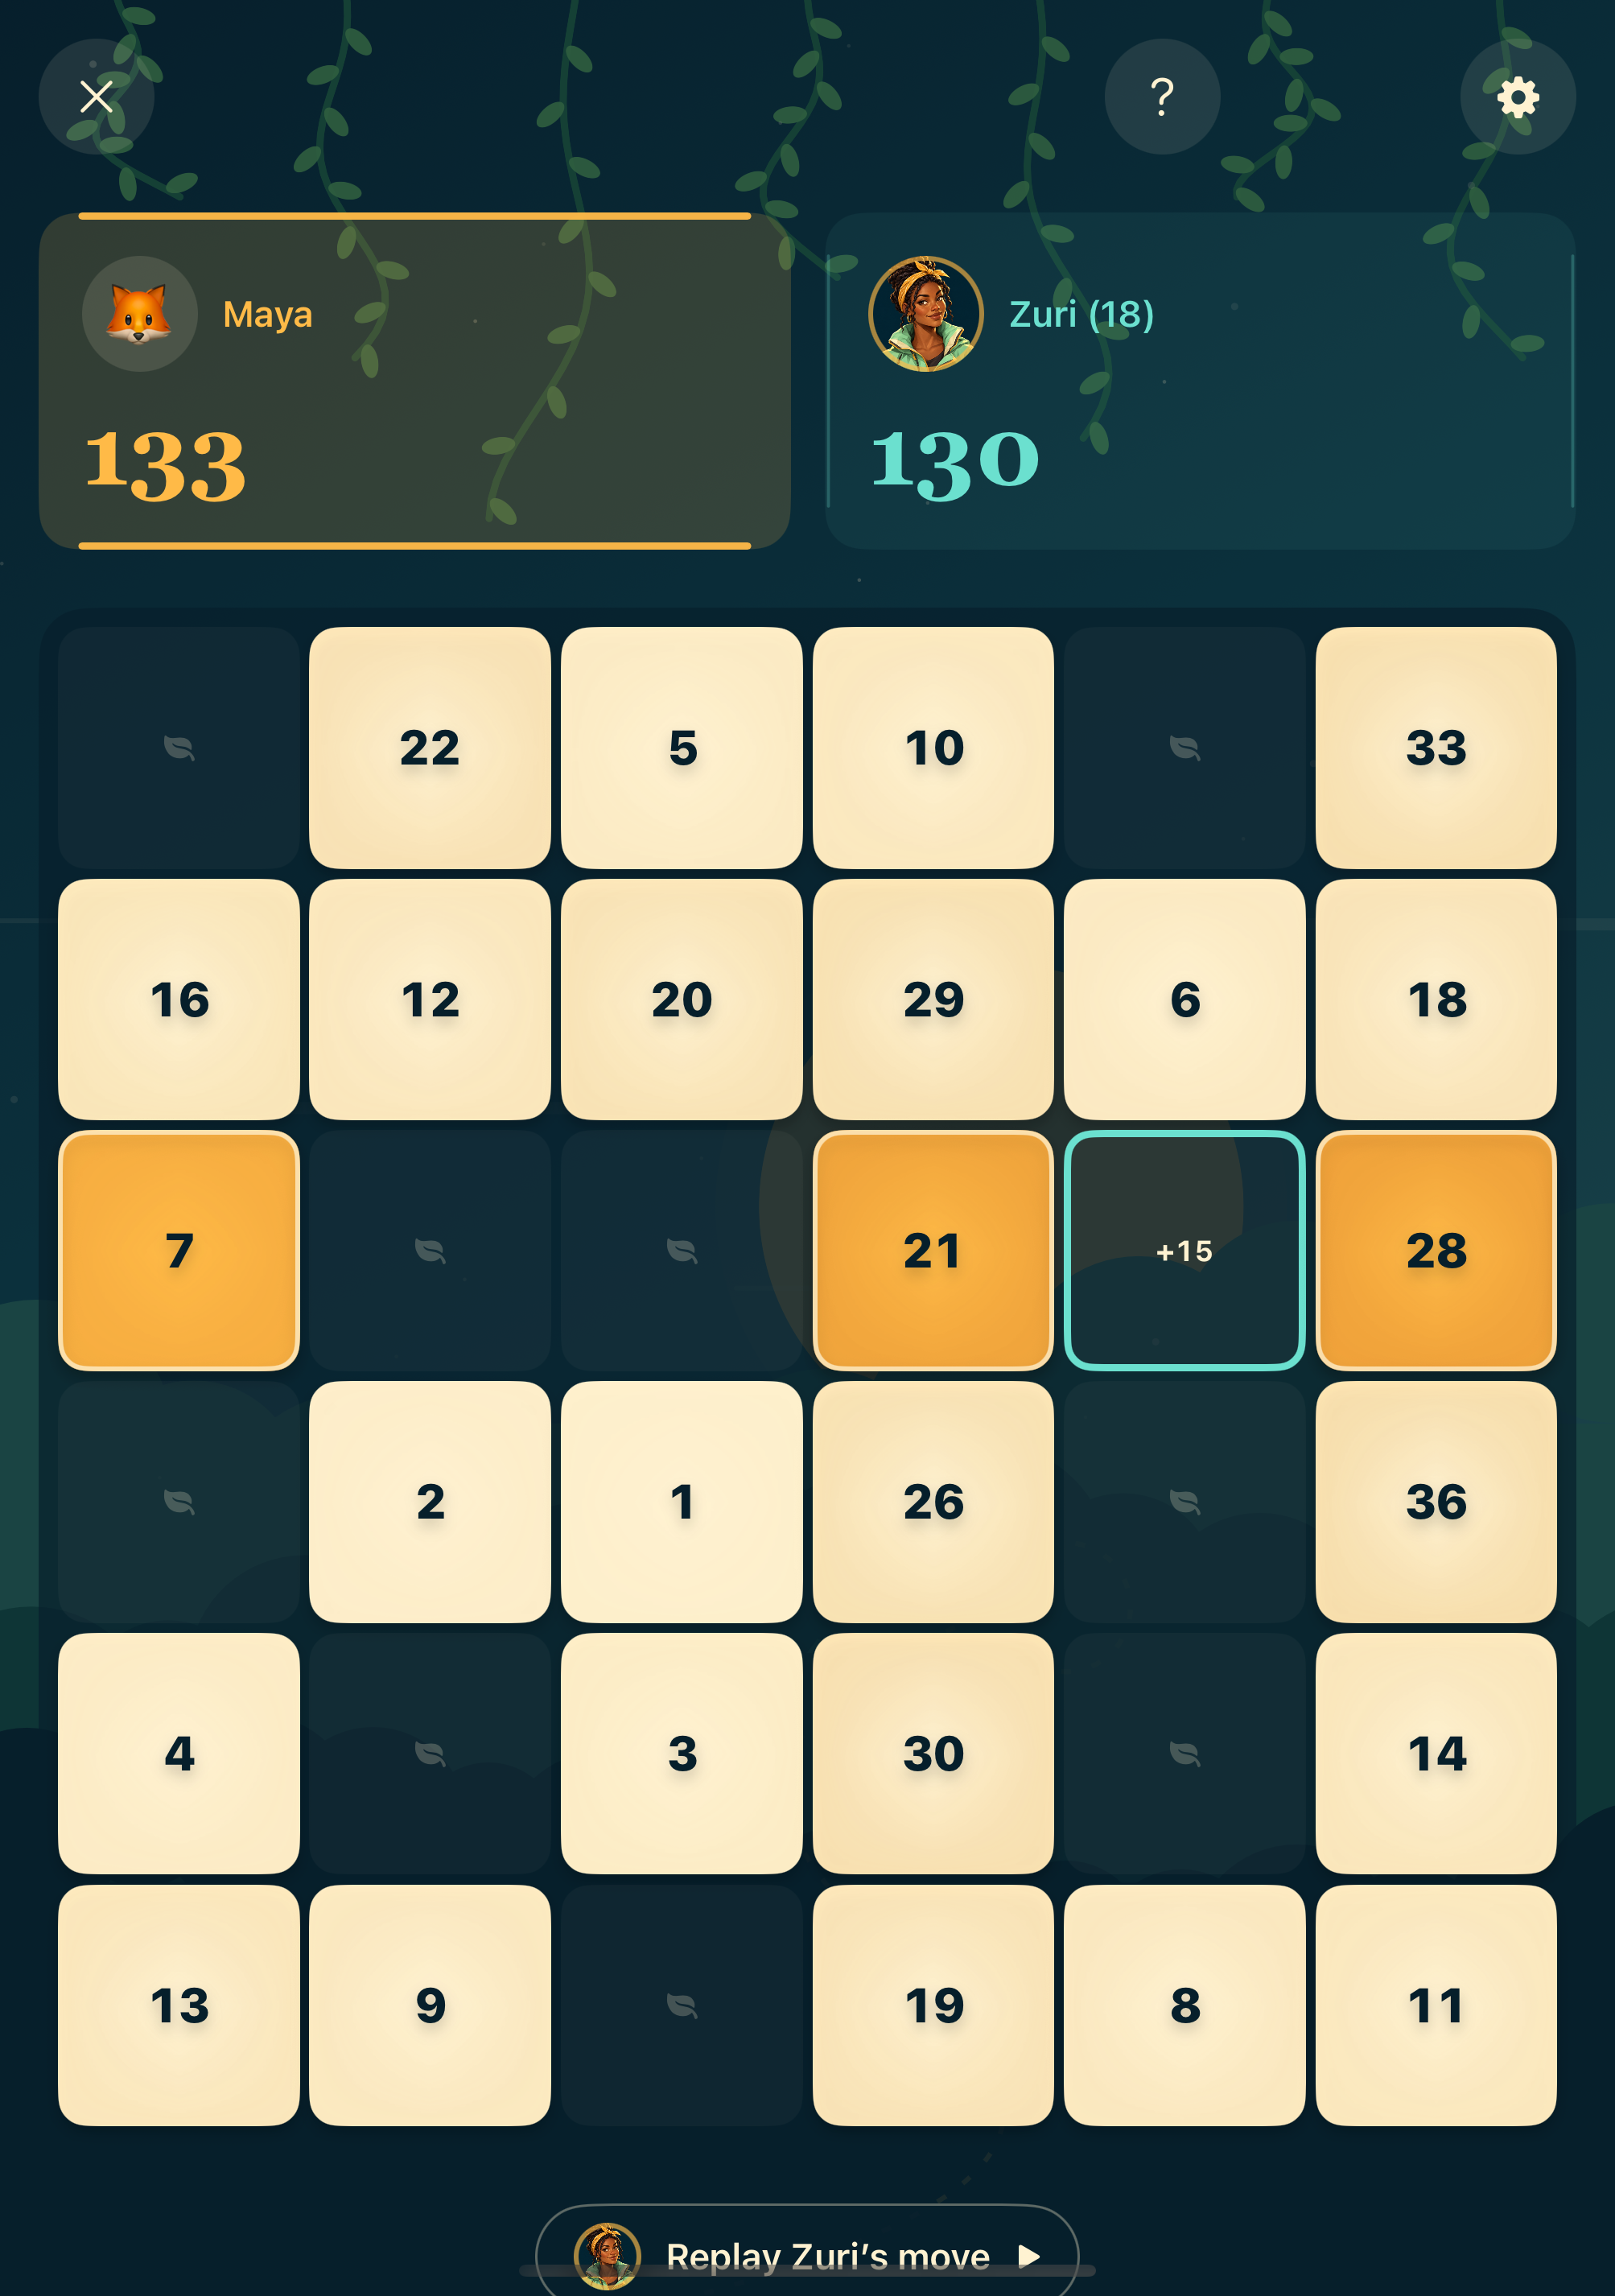 ?
Maya
133
Zuri (18)
130
22 5 10 33
16 12 20 29 6 18
7 21 +15 28
2 1 26 36
4 3 30 14
13 9 19 8 11
Replay Zuri’s move